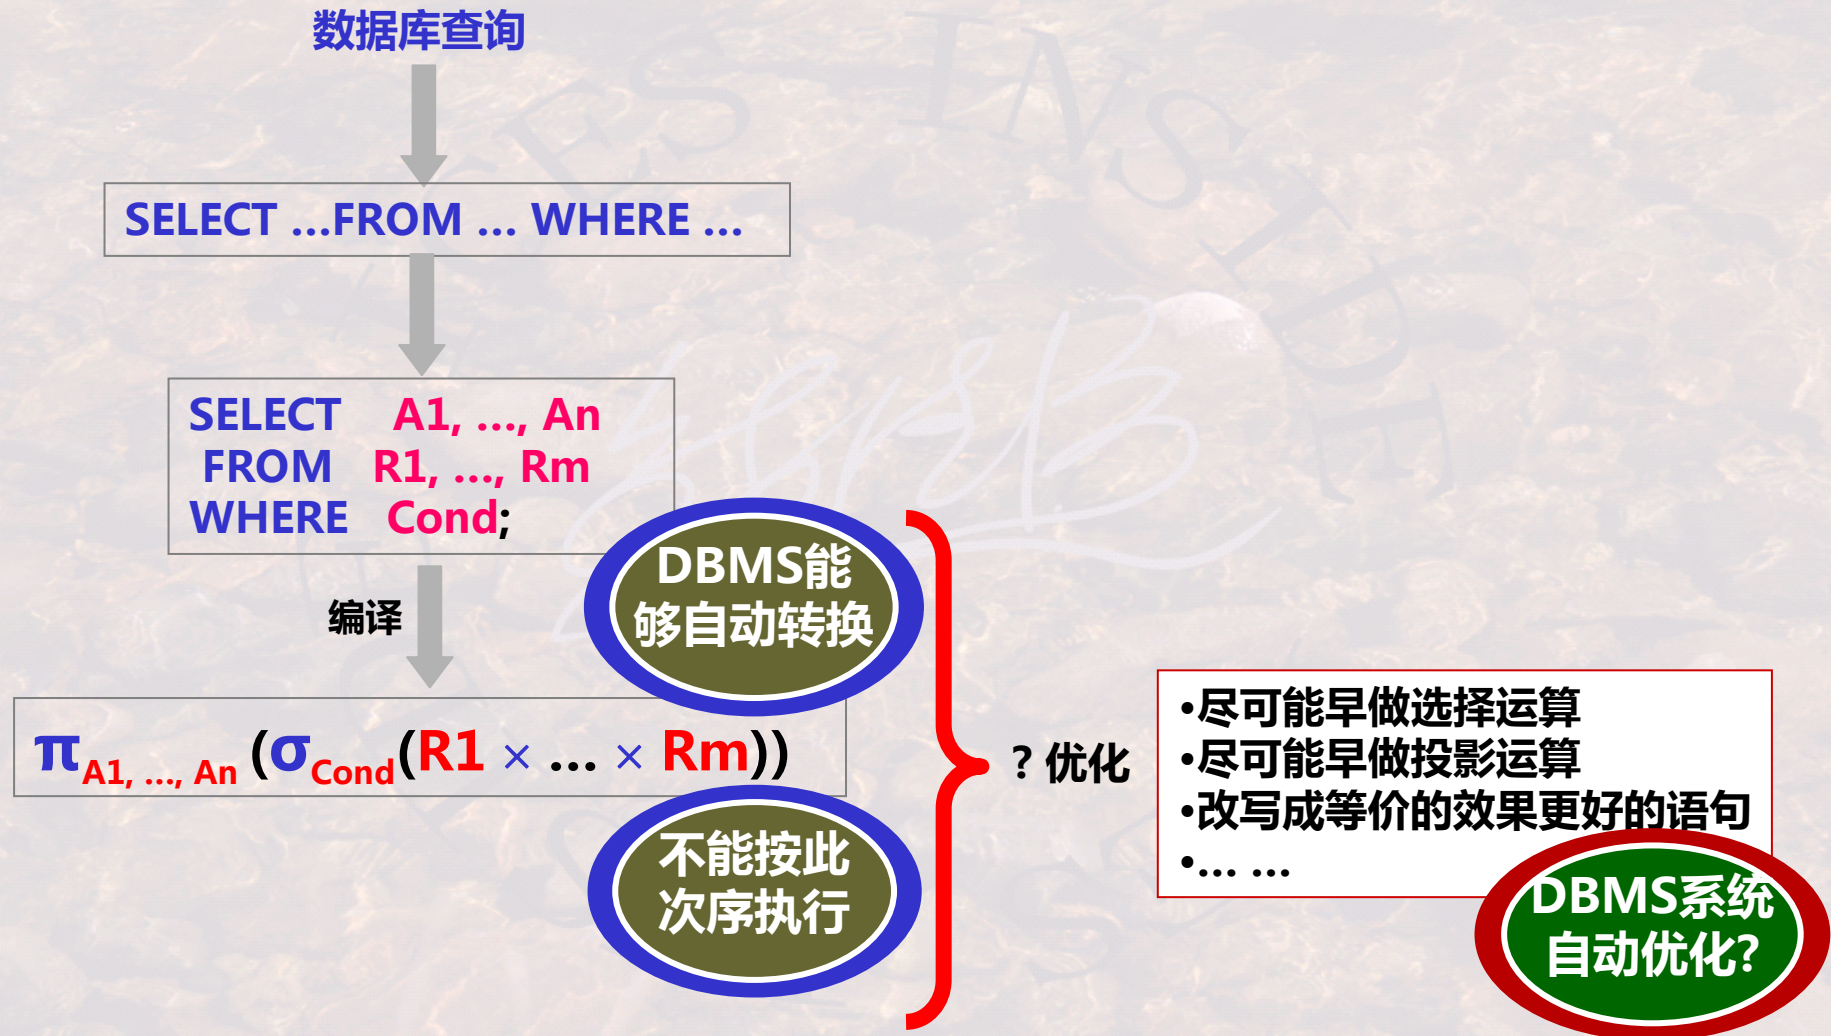 数据库查询
SELECT ...FROM ... WHERE ...
SELECT A1, ..., An
FROM R1, ..., Rm
WHERE Cond;
编译
DBMS能
够自动转换
πA1, ..., An (σCond(R1 × ... × Rm))
不能按此
次序执行
? 优化
•尽可能早做选择运算
•尽可能早做投影运算
•改写成等价的效果更好的语句
•... ...
DBMS系统
自动优化?